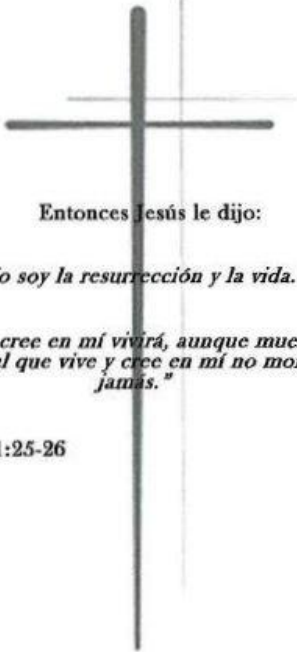 Entonces Jesús le dijo:
o soy la resurrección y la vida.
cree en mí vivirá, aunque mue
l que vive y cree en mí no mor
jamás."
1:25-26